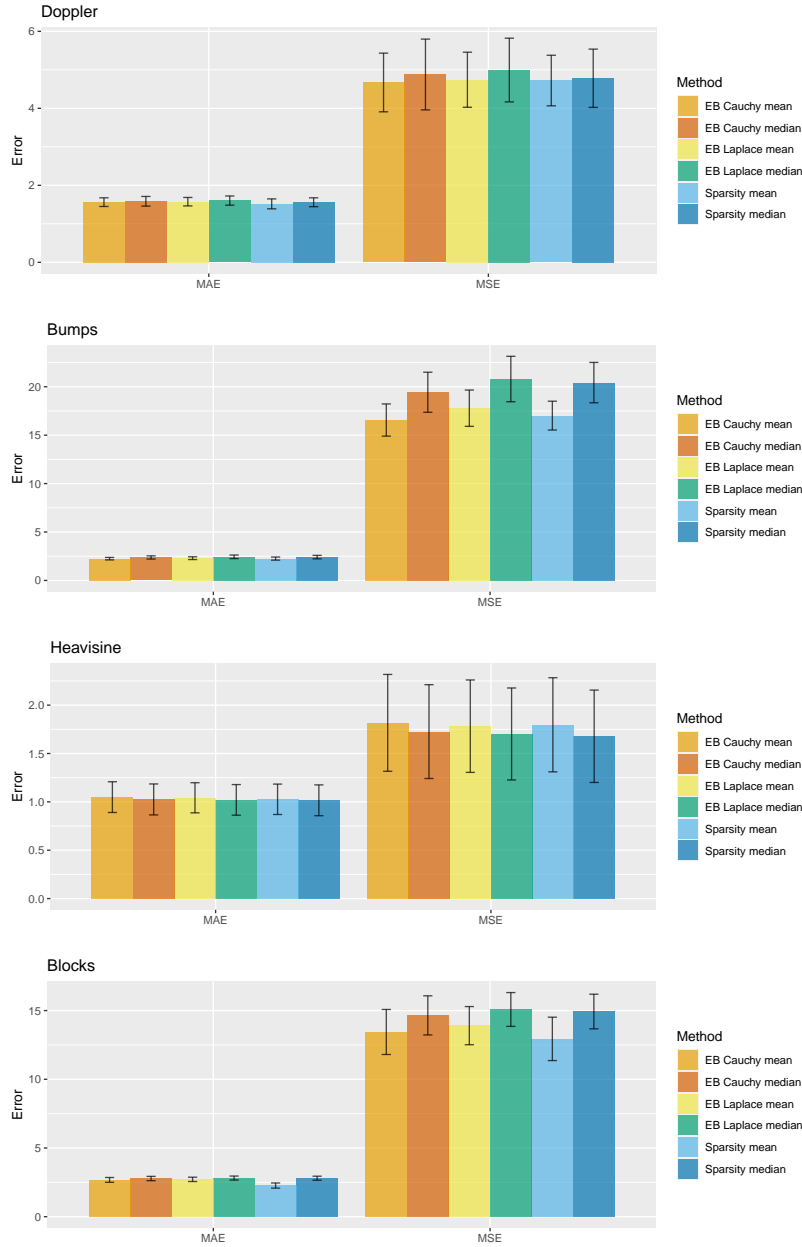 Doppler
6
4
2
0
Error
MAE
MSE
Method
EB Cauchy mean
EB Cauchy median
EB Laplace mean
EB Laplace median
Sparsity mean
Sparsity median
Bumps
20
15
10
5
0
Error
MAE
MSE
Method
EB Cauchy mean
EB Cauchy median
EB Laplace mean
EB Laplace median
Sparsity mean
Sparsity median
Heavisine
2.0
1.5
1.0
0.5
0.0
Error
MAE
MSE
Method
EB Cauchy mean
EB Cauchy median
EB Laplace mean
EB Laplace median
Sparsity mean
Sparsity median
Blocks
15
10
5
0
Error
MAE
MSE
Method
EB Cauchy mean
EB Cauchy median
EB Laplace mean
EB Laplace median
Sparsity mean
Sparsity median